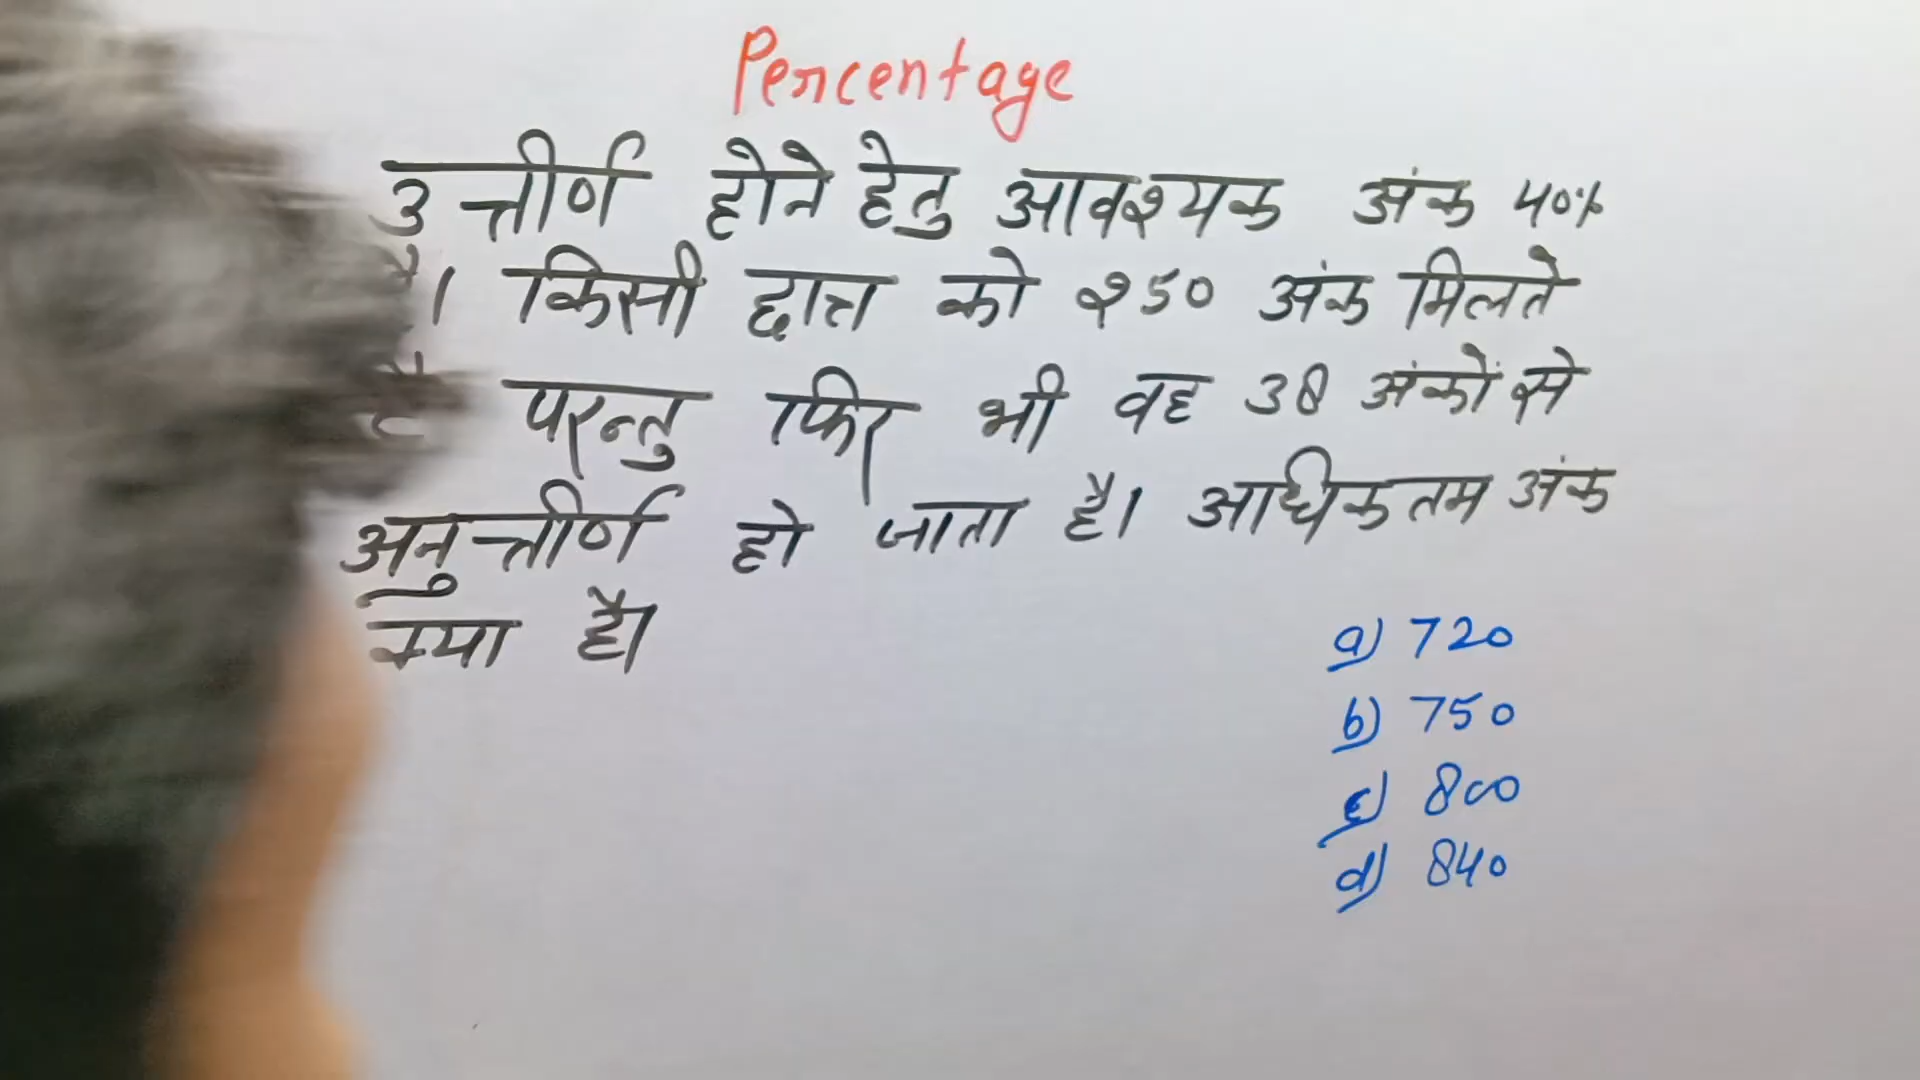 Percentage
उत्तीर्ण होने हेतु आवश्यक अंक 40%
है। किसी छात्र को 250 अंक मिलते
परन्तु फिर भी वह 38 अंकों से
अनुत्तीर्ण हो जाता है। अधिकतम अंक
क्या है।
a) 720
b) 750
c) 800
d) 840